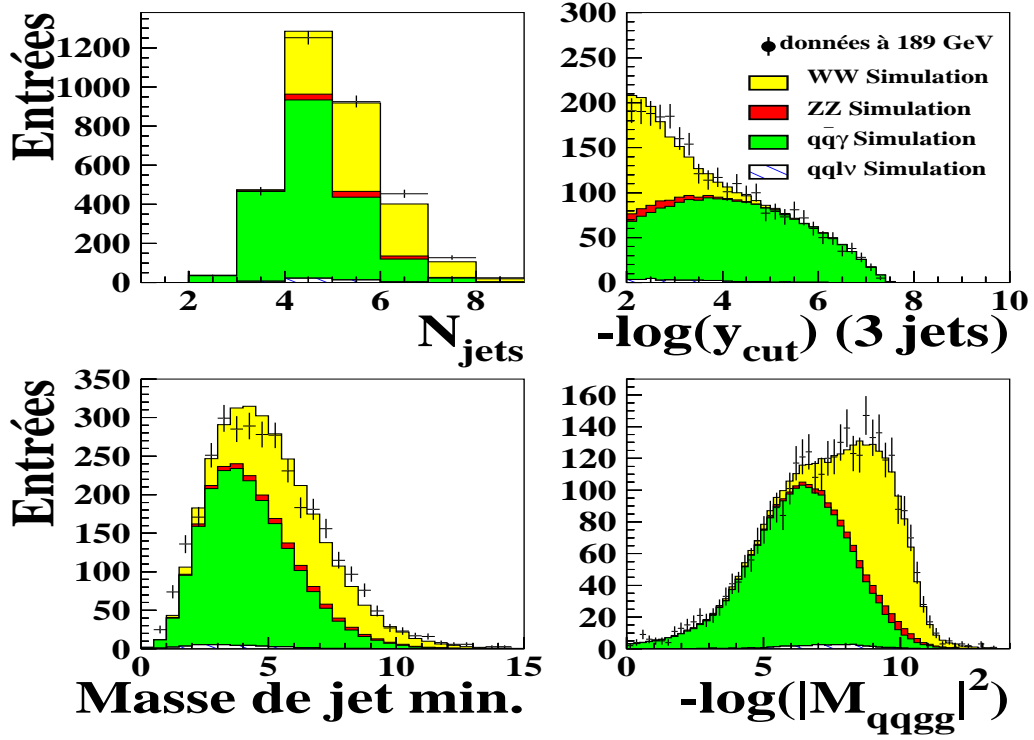 Entrées
1200
1000
800
600
400
200
0
2 4 6 8
N_jets
300
250
200
150
100
50
0
2 4 6 8 10
-log(y_cut) (3 jets)
données à 189 GeV
WW Simulation
ZZ Simulation
qq̄γ Simulation
qqlν Simulation
Entrées
350
300
250
200
150
100
50
0
0 5 10 15
Masse de jet min.
160
140
120
100
80
60
40
20
0
0 5 10
-log(|M_qqgg|²)